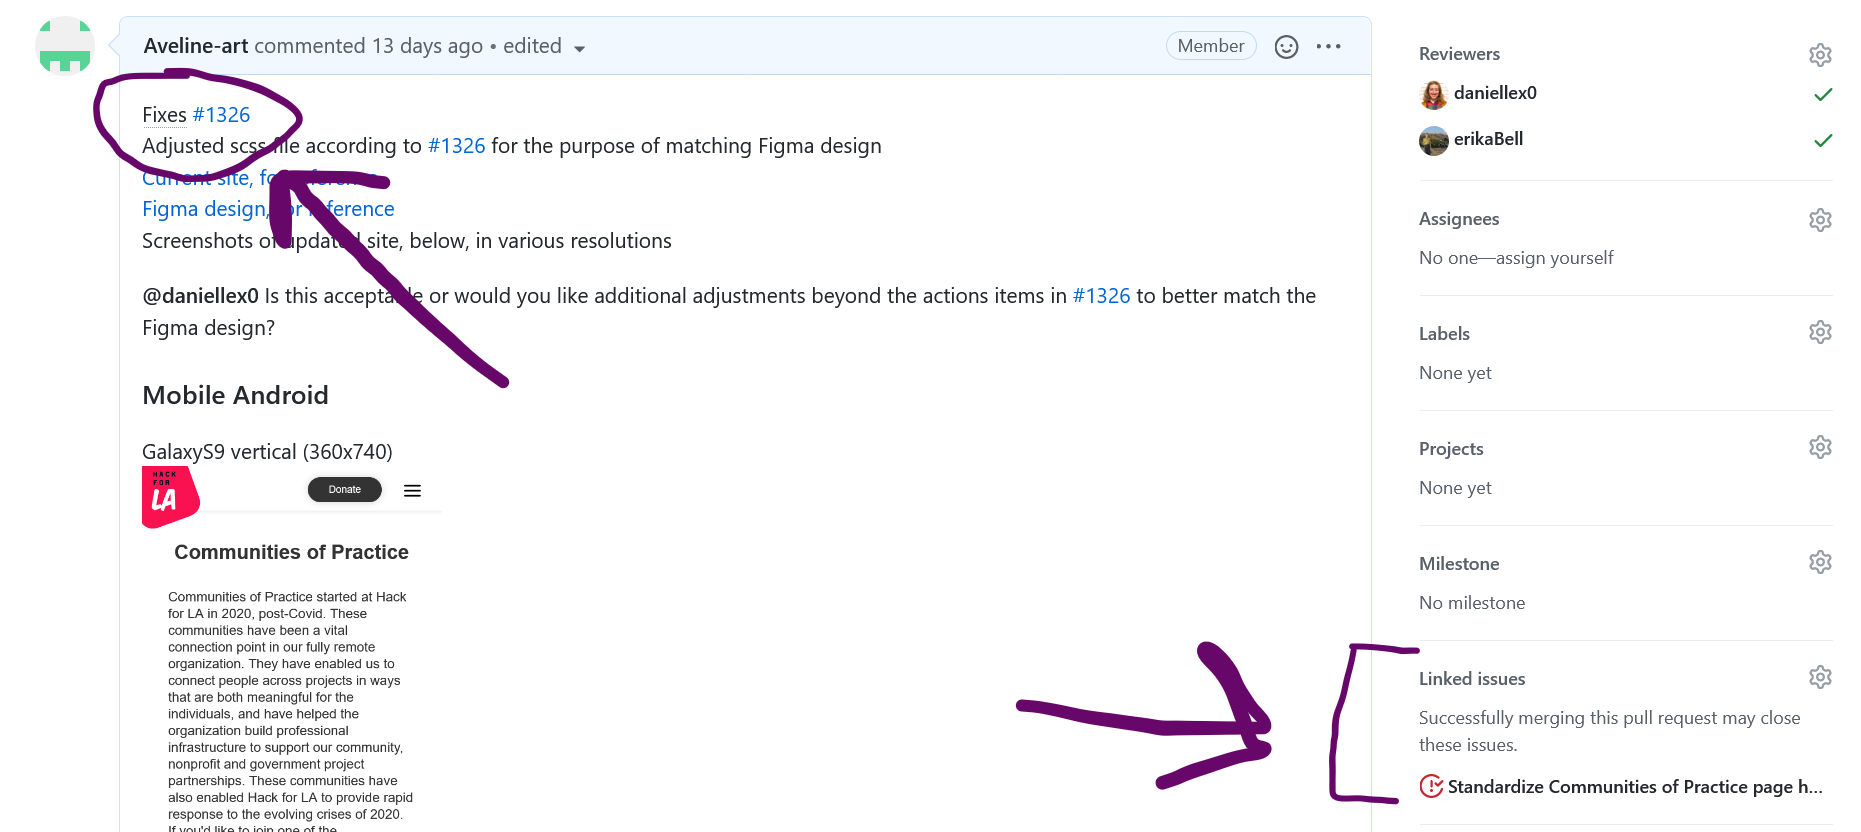 Aveline-art commented 13 days ago • edited
Member
Fixes #1326
Adjusted scss file according to #1326 for the purpose of matching Figma design
Current site, for reference
Figma design, for reference
Screenshots of updated site, below, in various resolutions
@daniellex0 Is this acceptable or would you like additional adjustments beyond the actions items in #1326 to better match the
Figma design?
Mobile Android
GalaxyS9 vertical (360x740)
HACK
FOR
LA
Donate
Communities of Practice
Communities of Practice started at Hack
for LA in 2020, post-Covid. These
communities have been a vital
connection point in our fully remote
organization. They have enabled us to
connect people across projects in ways
that are both meaningful for the
individuals, and have helped the
organization build professional
infrastructure to support our community,
nonprofit and government project
partnerships. These communities have
also enabled Hack for LA to provide rapid
response to the evolving crises of 2020.
If you'd like to join one of the
Reviewers
daniellex0
erikaBell
Assignees
No one—assign yourself
Labels
None yet
Projects
None yet
Milestone
No milestone
Linked issues
Successfully merging this pull request may close
these issues.
Standardize Communities of Practice page h...